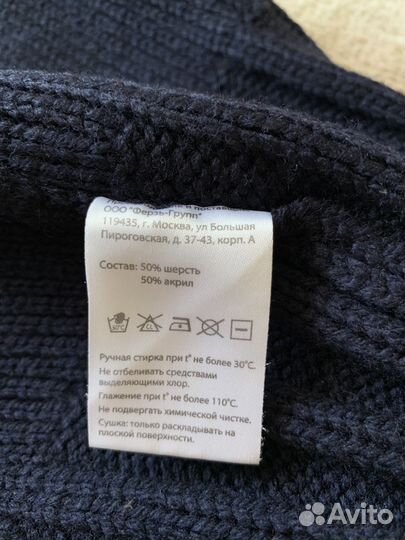 и поставщик
ООО "Ферзь-Групп"
119435, г. Москва, ул Большая
Пироговская, д. 37-43, корп. А
Состав: 50% шерсть
50% акрил
30°C
CL
Ручная стирка при t° не более 30°C.
Не отбеливать средствами
выделяющими хлор.
Глажение при t° не более 110°C.
Не подвергать химической чистке.
Сушка: только раскладывать на
плоской поверхности.
Avito